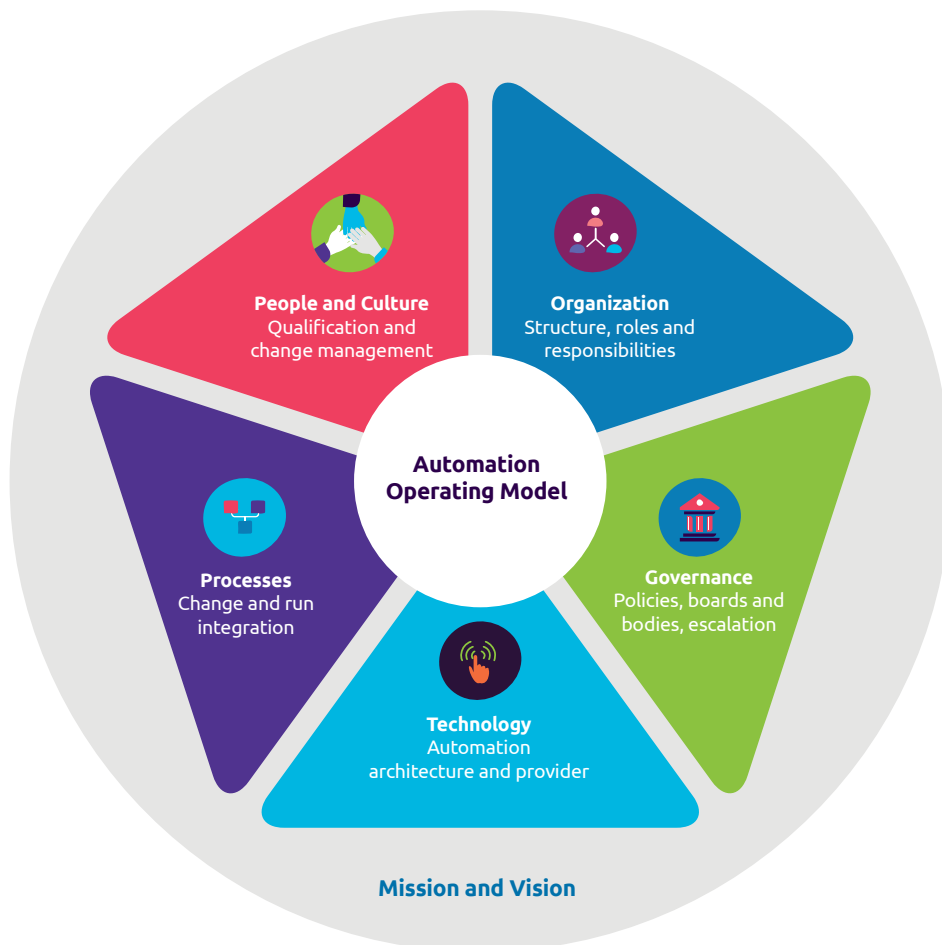 People and Culture
Qualification and
change management
Organization
Structure, roles and
responsibilities
Automation
Operating Model
Processes
Change and run
integration
Governance
Policies, boards and
bodies, escalation
Technology
Automation
architecture and provider
Mission and Vision